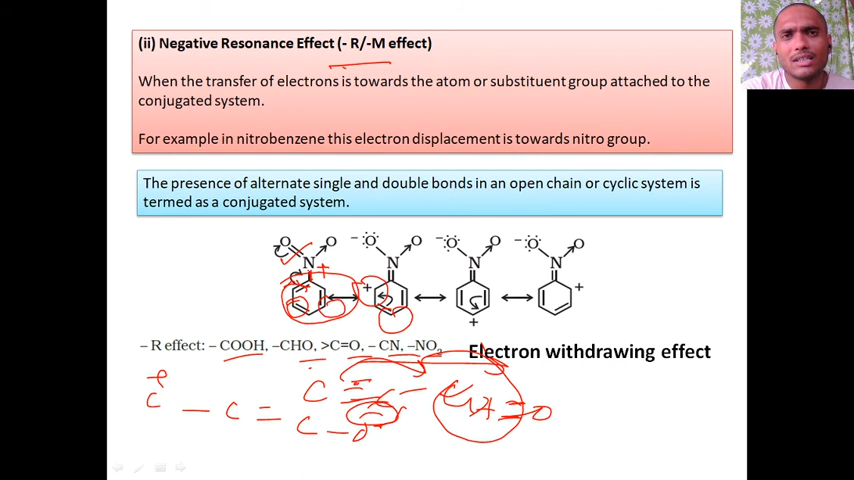 (ii) Negative Resonance Effect (- R/-M effect)
When the transfer of electrons is towards the atom or substituent group attached to the
conjugated system.
For example in nitrobenzene this electron displacement is towards nitro group.
The presence of alternate single and double bonds in an open chain or cyclic system is
termed as a conjugated system.
O O − :Ö: O − :Ö: O − :Ö: O
N + N N N
+ + +
– R effect: – COOH, –CHO, >C=O, – CN, –NO2
Electron withdrawing effect
C – C = C – O